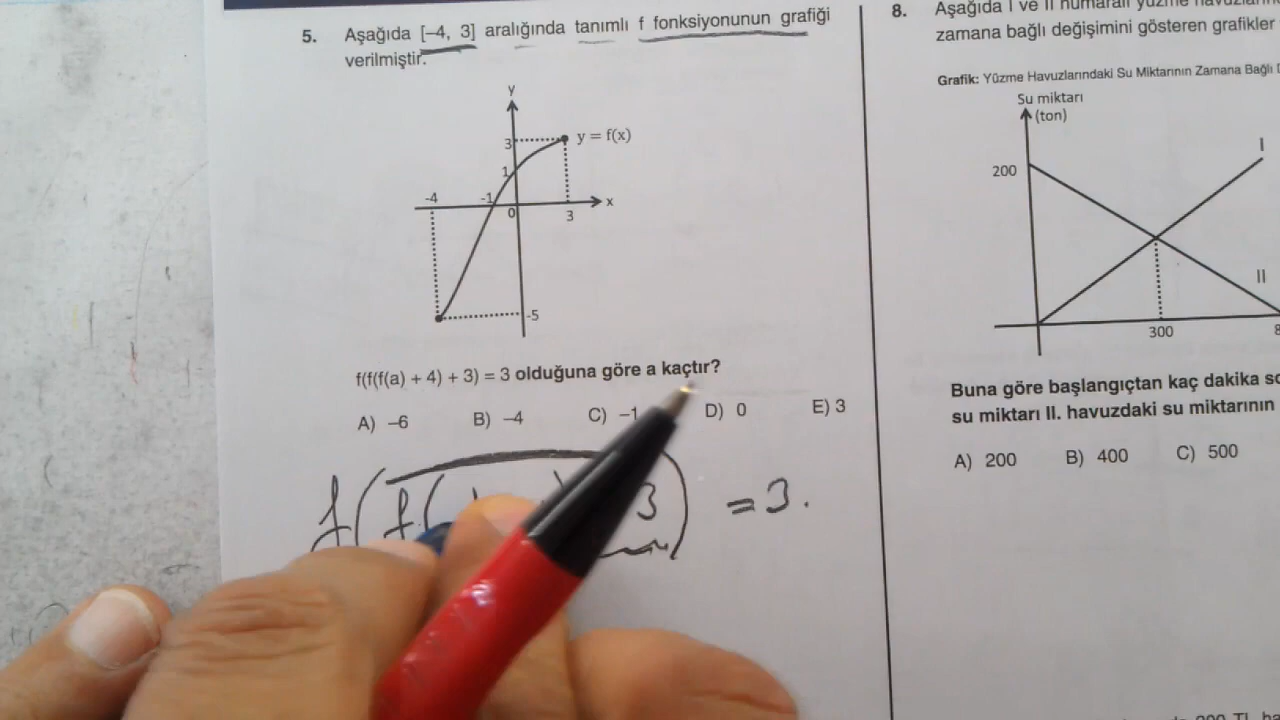 5. Aşağıda [–4, 3] aralığında tanımlı f fonksiyonunun grafiği
verilmiştir.
y
3
y = f(x)
1
-4
-1
0
3
x
-5
f(f(f(a) + 4) + 3) = 3 olduğuna göre a kaçtır?
A) –6 B) –4 C) –1 D) 0 E) 3
f(f( 3) = 3.
8. Aşağıda I ve II numaralı yüzme
zamana bağlı değişimini gösteren grafikler
Grafik: Yüzme Havuzlarındaki Su Miktarının Zamana Bağlı
Su miktarı
(ton)
I
200
II
300
8
Buna göre başlangıçtan kaç dakika
su miktarı II. havuzdaki su miktarının
A) 200 B) 400 C) 500